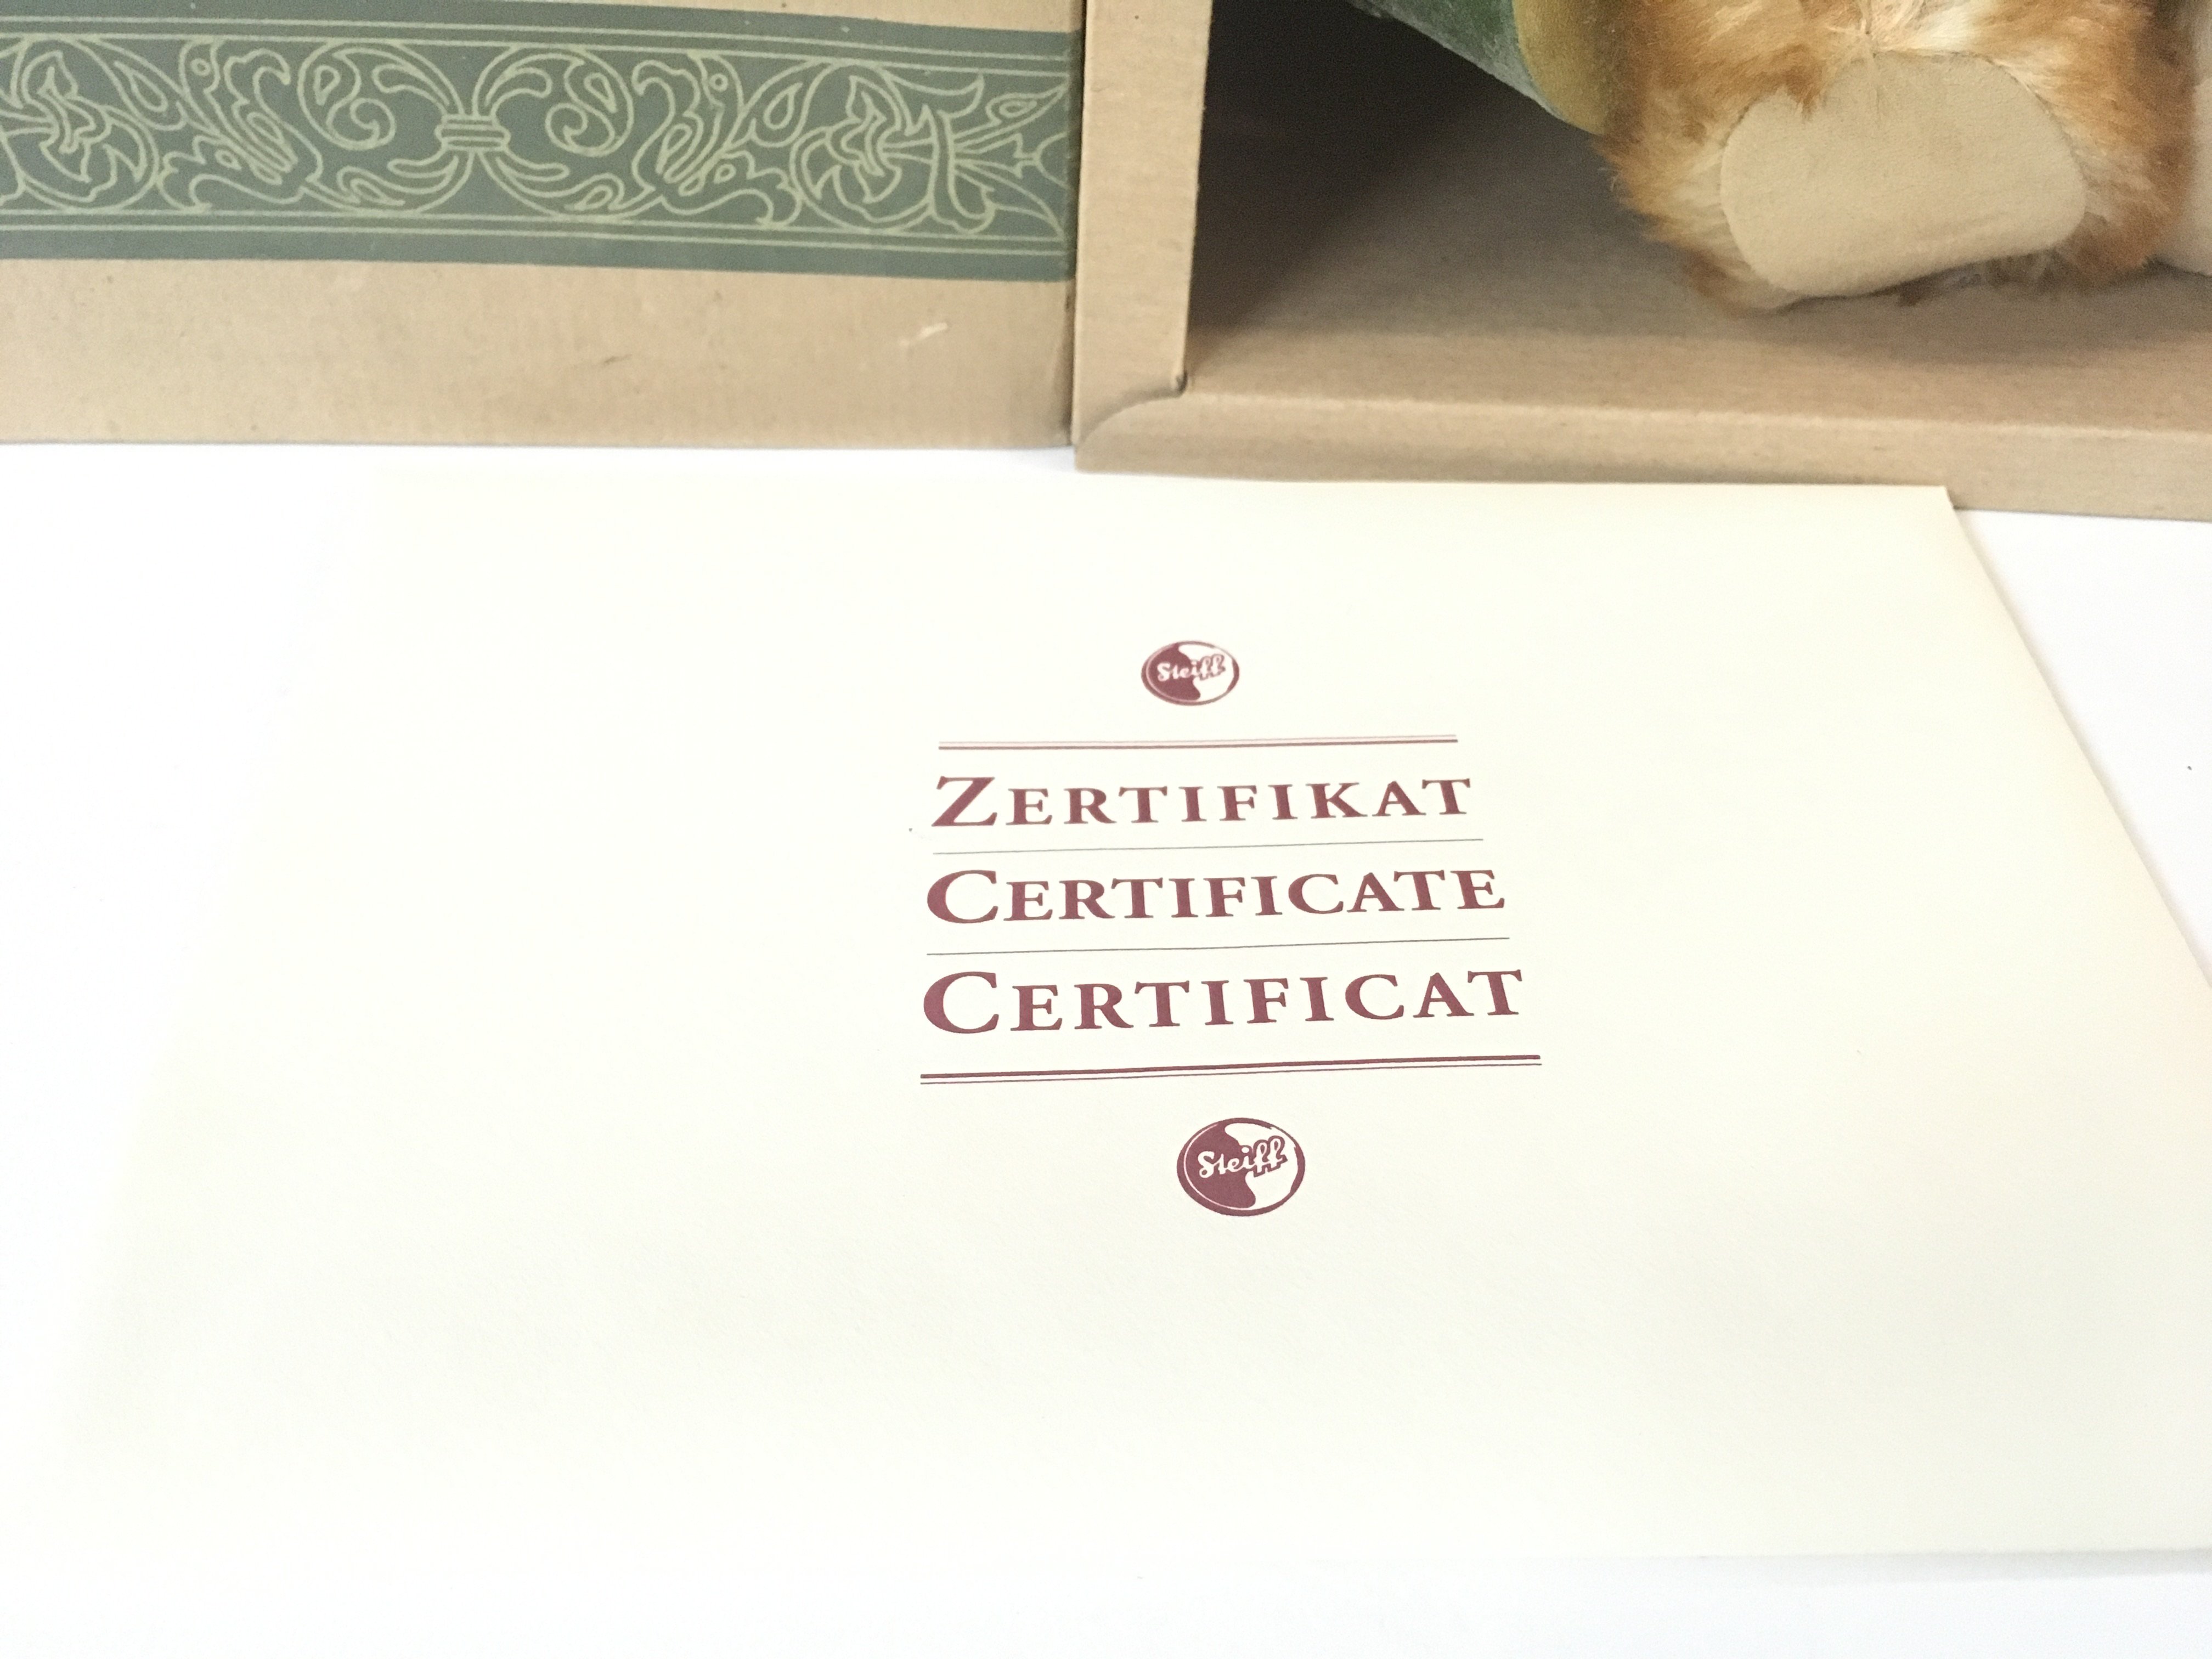 Steiff
ZERTIFIKAT
CERTIFICATE
CERTIFICAT
Steiff